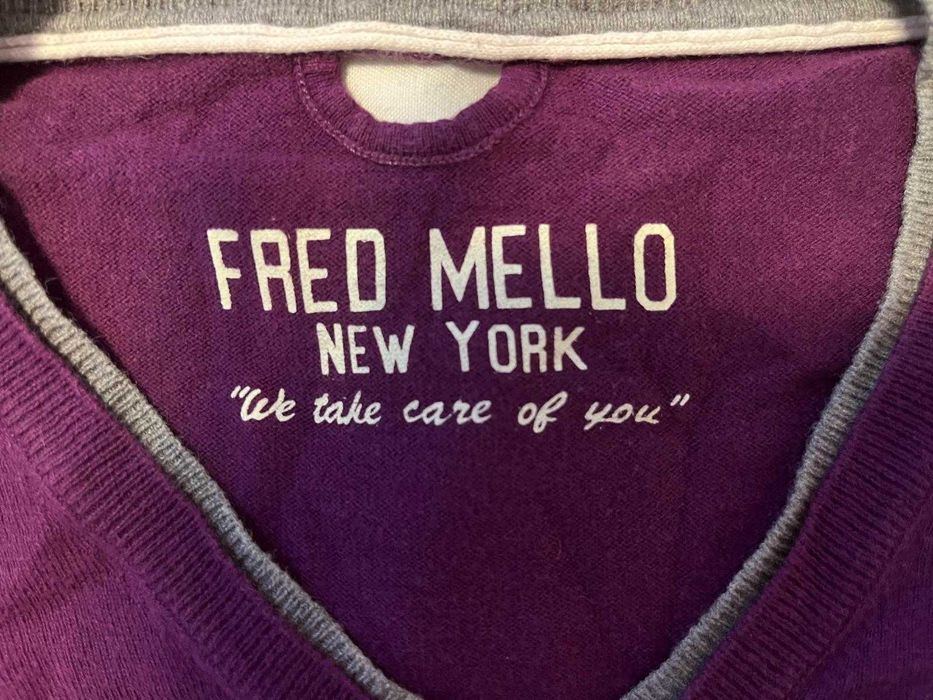 FRED MELLO
NEW YORK
"We take care of you"